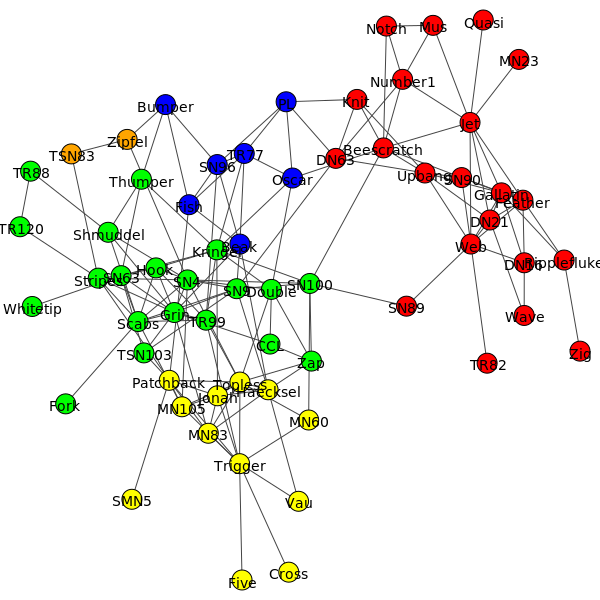 Notch
Mus
Quasi
MN23
Number1
Bumper
PL
Knit
Jet
Zipfel
TSN83
TR77
SN96
DN63
Beescratch
TR88
Thumper
Oscar
Upbang
SN90
Gallatin
Feather
Fish
DN21
TR120
Shmuddel
Kringel
Web
Hook
DN16
Ripplefluke
Stripes
SN63
SN4
SN9
Double
SN100
Whitetip
Scabs
Grin
TR99
SN89
Wave
TSN103
CCL
Zap
TR82
Zig
Patchback
Topless
Haecksel
Jonah
Fork
MN105
MN60
MN83
Trigger
SMN5
Vau
Five
Cross